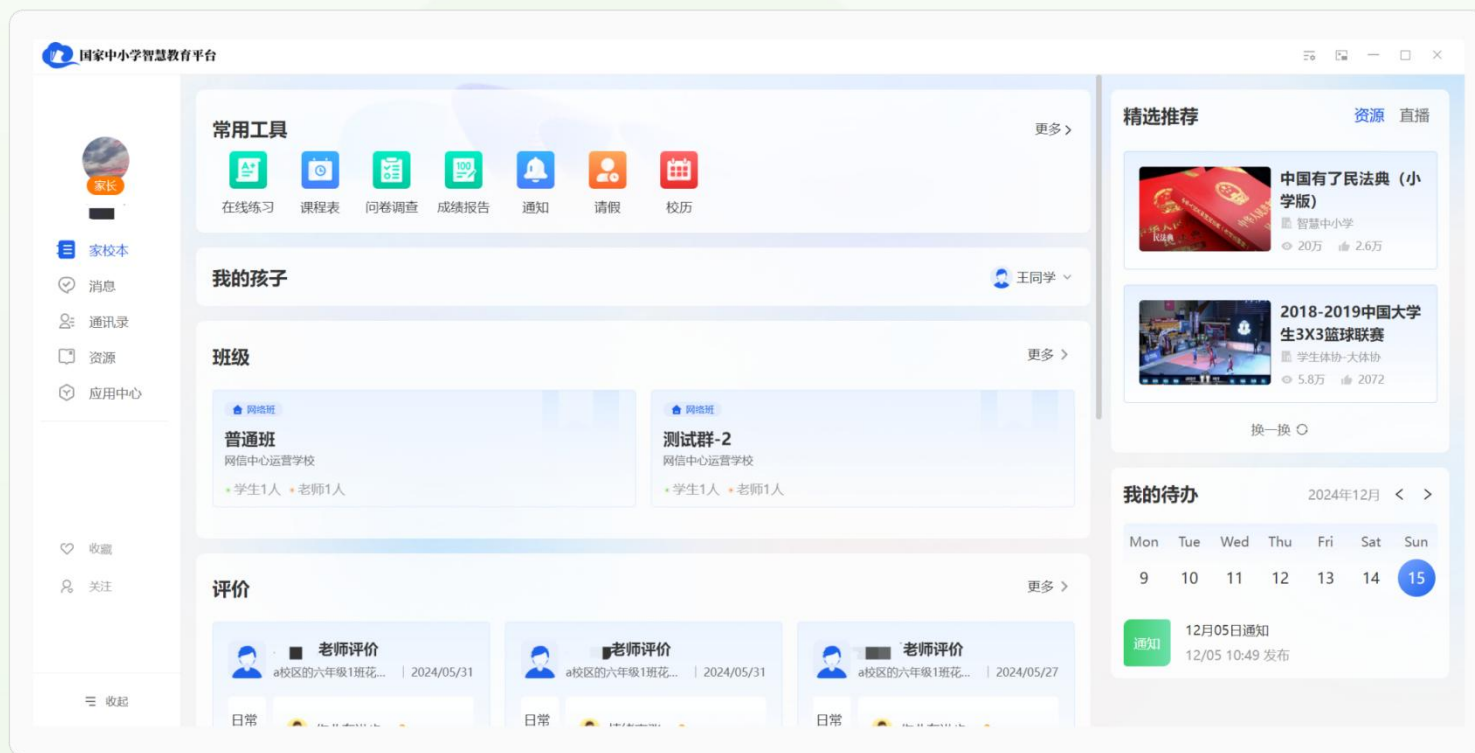 国家中小学智慧教育平台
家长
家校本
消息
通讯录
资源
应用中心
收藏
关注
收起
常用工具
更多
在线练习 课程表 问卷调查 成绩报告 通知 请假 校历
我的孩子
王同学
班级
更多
网络班
普通班
网信中心运营学校
学生1人 老师1人
网络班
测试群-2
网信中心运营学校
学生1人 老师1人
评价
更多
老师评价
a校区的六年级1班花... 2024/05/31
日常
老师评价
a校区的六年级1班花... 2024/05/31
日常
老师评价
a校区的六年级1班花... 2024/05/27
日常
精选推荐
资源 直播
民法典
中国有了民法典（小
学版）
智慧中小学
20万 2.6万
2018-2019中国大学
生3X3篮球联赛
学生体协-大体协
5.8万 2072
换一换
我的待办
2024年12月
Mon Tue Wed Thu Fri Sat Sun
9 10 11 12 13 14 15
通知
12月05日通知
12/05 10:49 发布